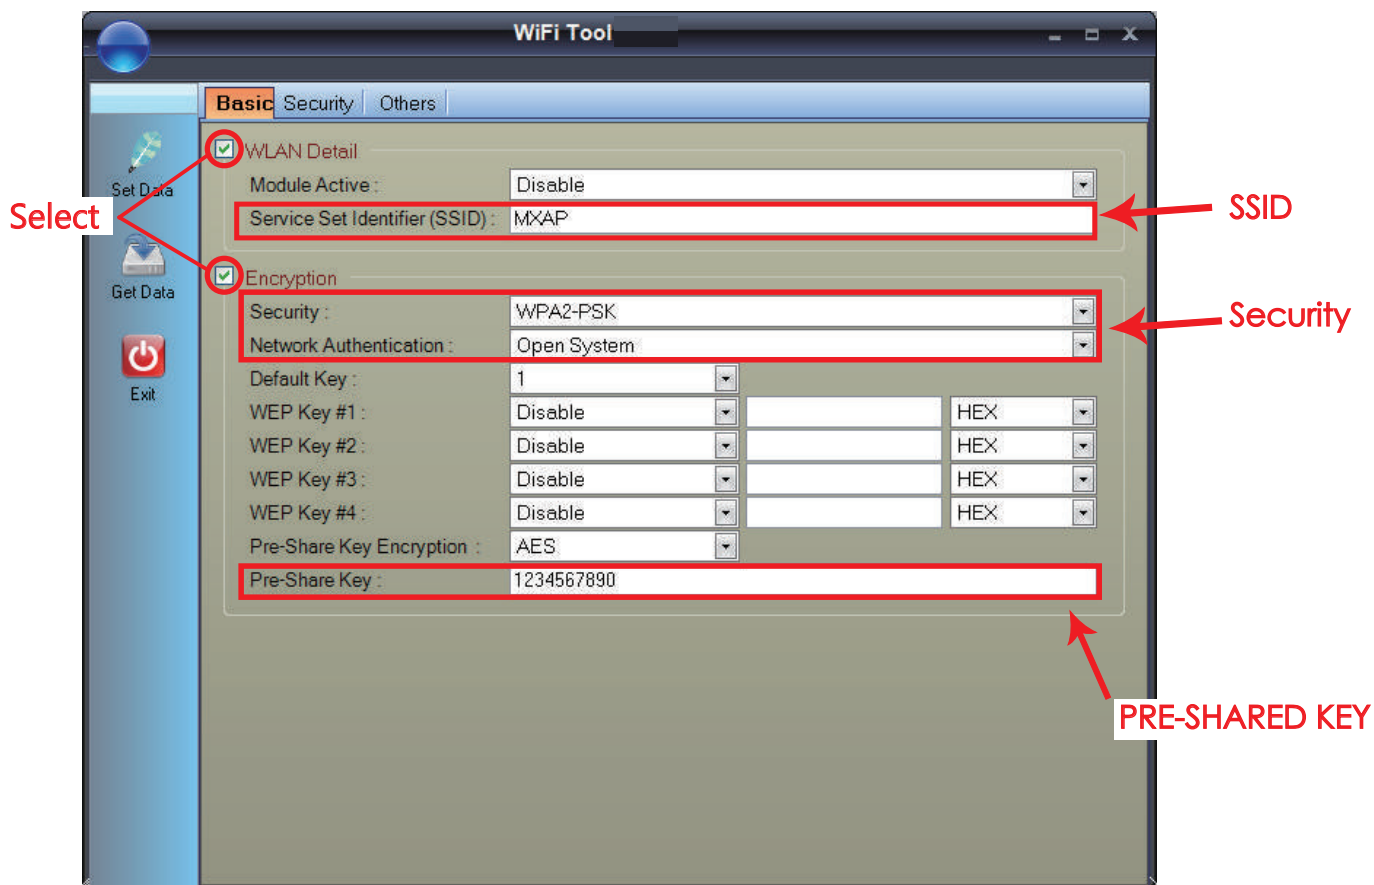 WiFi Tool
Basic Security Others
WLAN Detail
Set Data
Module Active : Disable
Select
Service Set Identifier (SSID) : MXAP
SSID
Encryption
Get Data
Security : WPA2-PSK
Security
Network Authentication : Open System
Default Key : 1
Exit
WEP Key #1 : Disable HEX
WEP Key #2 : Disable HEX
WEP Key #3 : Disable HEX
WEP Key #4 : Disable HEX
Pre-Share Key Encryption : AES
Pre-Share Key : 1234567890
PRE-SHARED KEY